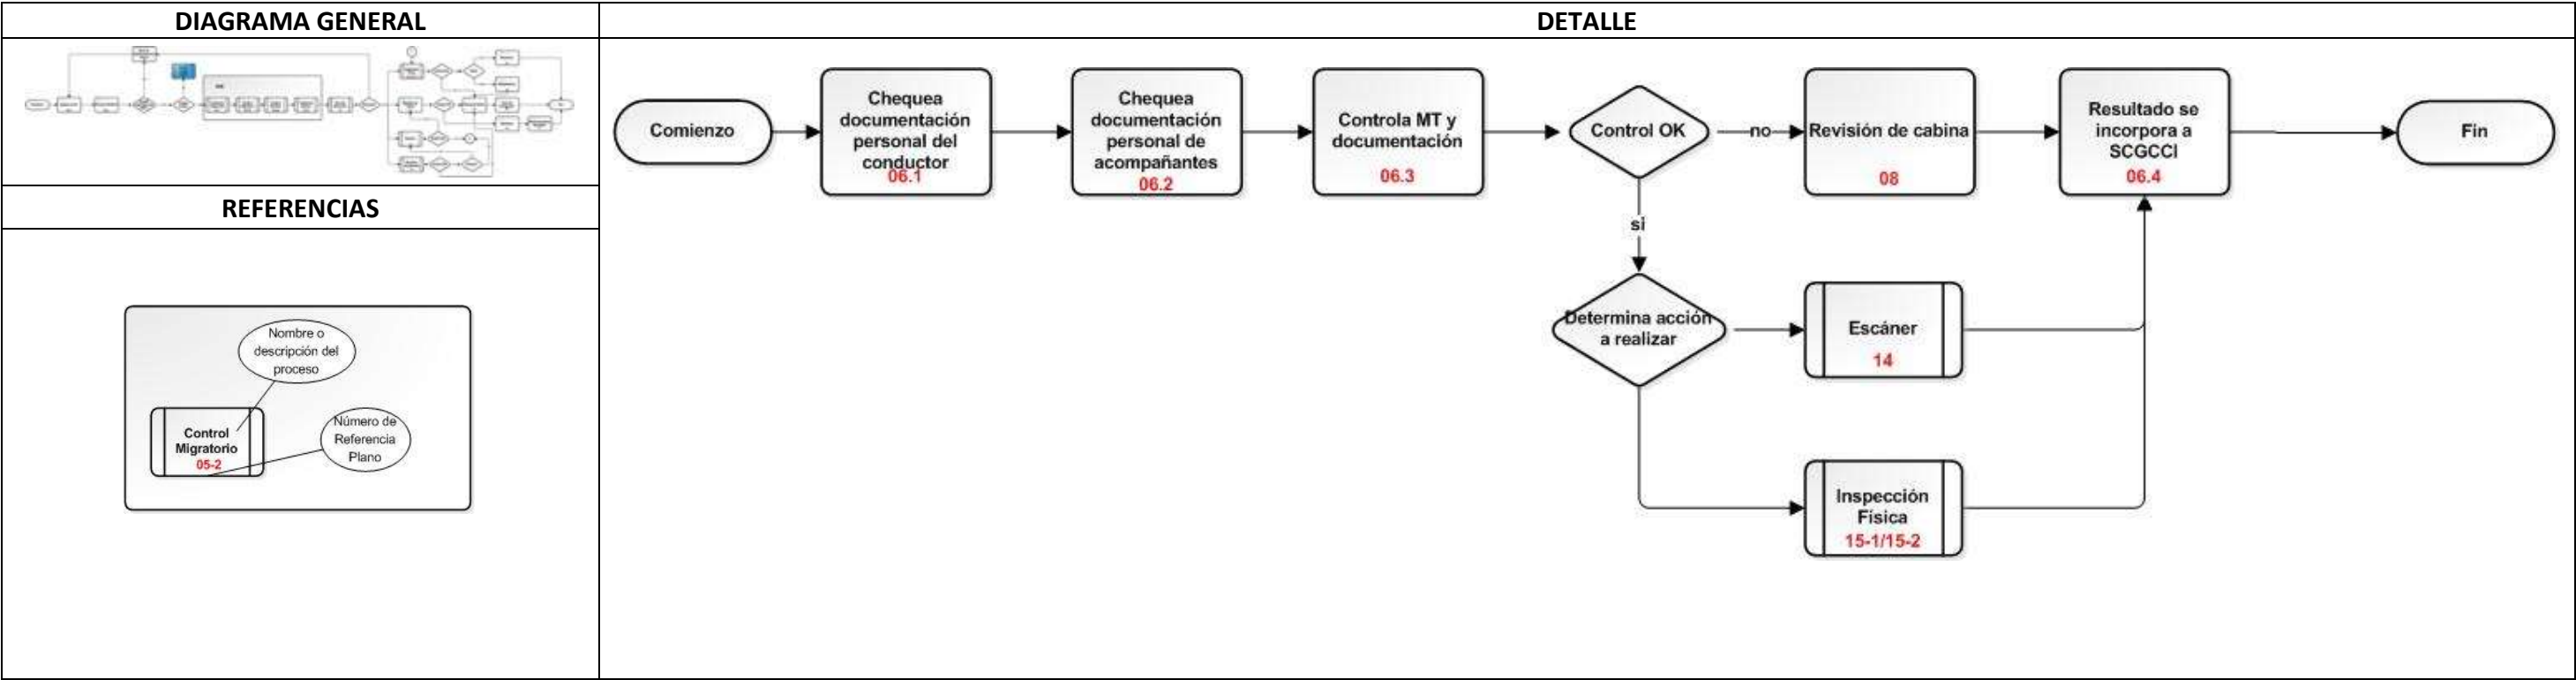 DIAGRAMA GENERAL
REFERENCIAS
Nombre o
descripción del
proceso
Control
Migratorio
05-2
Número de
Referencia
Plano
DETALLE
Comienzo
Chequea
documentación
personal del
conductor
06.1
Chequea
documentación
personal de
acompañantes
06.2
Controla MT y
documentación
06.3
Control OK
no
Revisión de cabina
08
Resultado se
incorpora a
SCGCCI
06.4
Fin
si
Determina acción
a realizar
Escáner
14
Inspección
Física
15-1/15-2